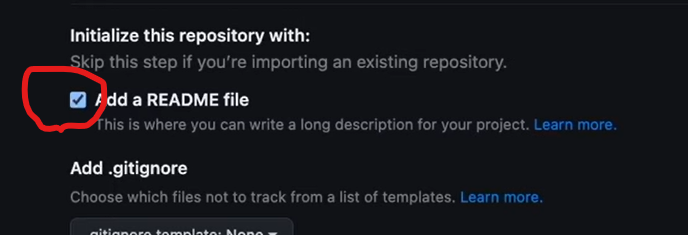 Initialize this repository with:
Skip this step if you're importing an existing repository.
Add a README file
This is where you can write a long description for your project. Learn more.
Add .gitignore
Choose which files not to track from a list of templates. Learn more.
.gitignore template: None